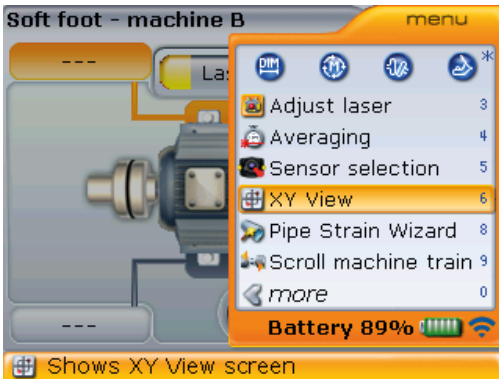 Soft foot - machine B
menu
---
La
DIM
M
*
Adjust laser 3
Averaging 4
Sensor selection 5
XY View 6
Pipe Strain Wizard 8
Scroll machine train 9
more 0
---
Battery 89%
Shows XY View screen